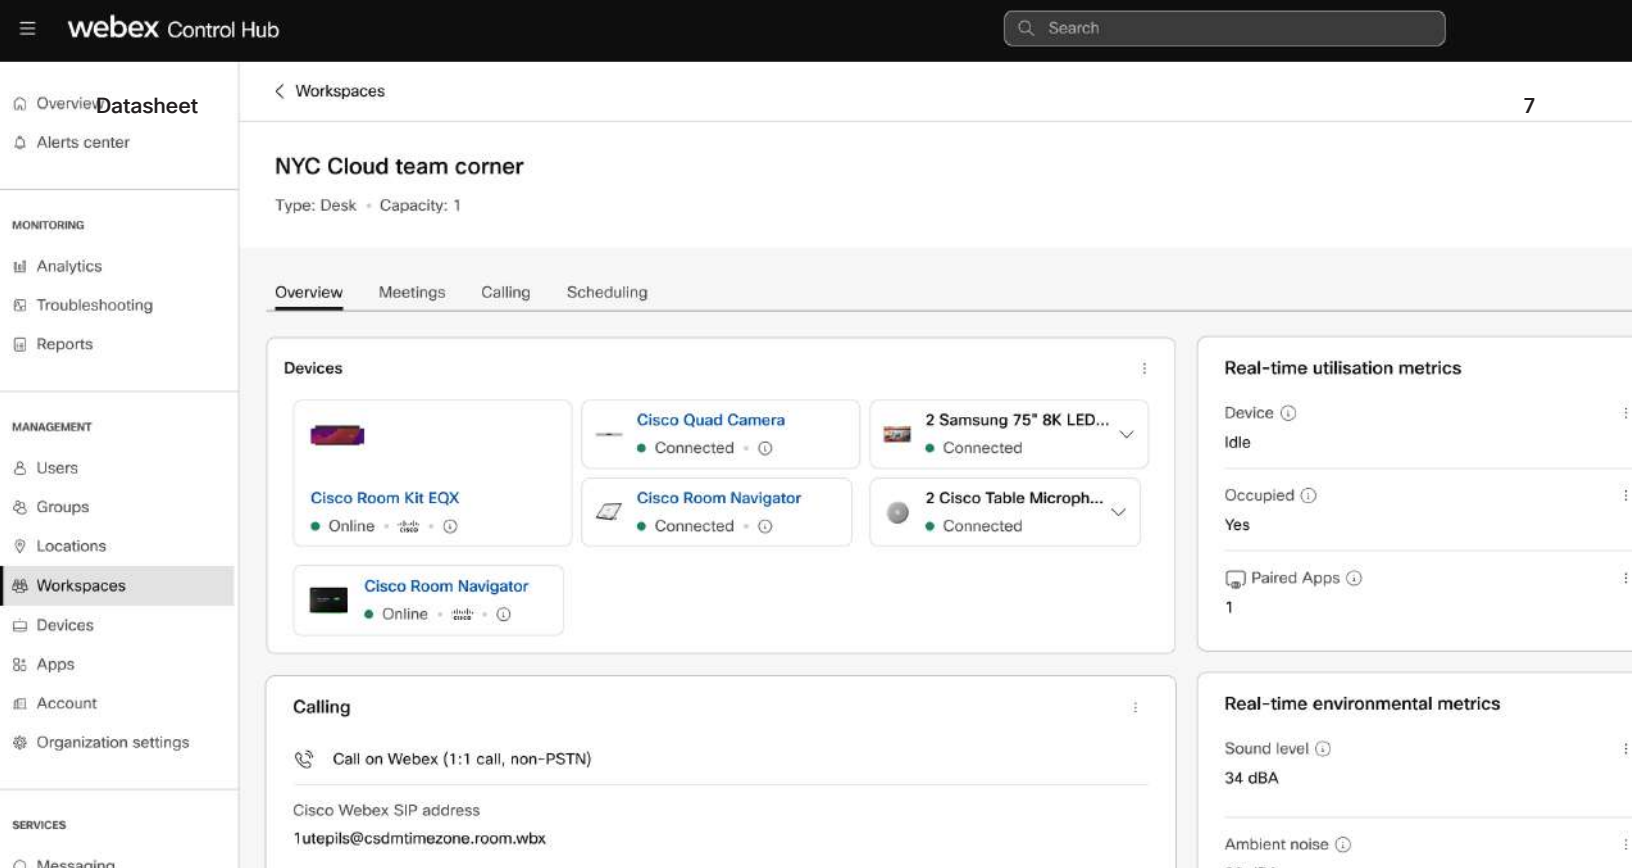 webex Control Hub
Search
Overview
Datasheet
7
Alerts center
MONITORING
Analytics
Troubleshooting
Reports
MANAGEMENT
Users
Groups
Locations
Workspaces
Devices
Apps
Account
Organization settings
SERVICES
Messaging
Workspaces
NYC Cloud team corner
Type: Desk • Capacity: 1
Overview Meetings Calling Scheduling
Devices
Cisco Room Kit EQX
Online • CISCO •
Cisco Quad Camera
Connected •
2 Samsung 75" 8K LED...
Connected
Cisco Room Navigator
Connected •
2 Cisco Table Microph...
Connected
Cisco Room Navigator
Online • CISCO •
Calling
Call on Webex (1:1 call, non-PSTN)
Cisco Webex SIP address
1utepils@csdmtimezone.room.wbx
Real-time utilisation metrics
Device
Idle
Occupied
Yes
Paired Apps
1
Real-time environmental metrics
Sound level
34 dBA
Ambient noise